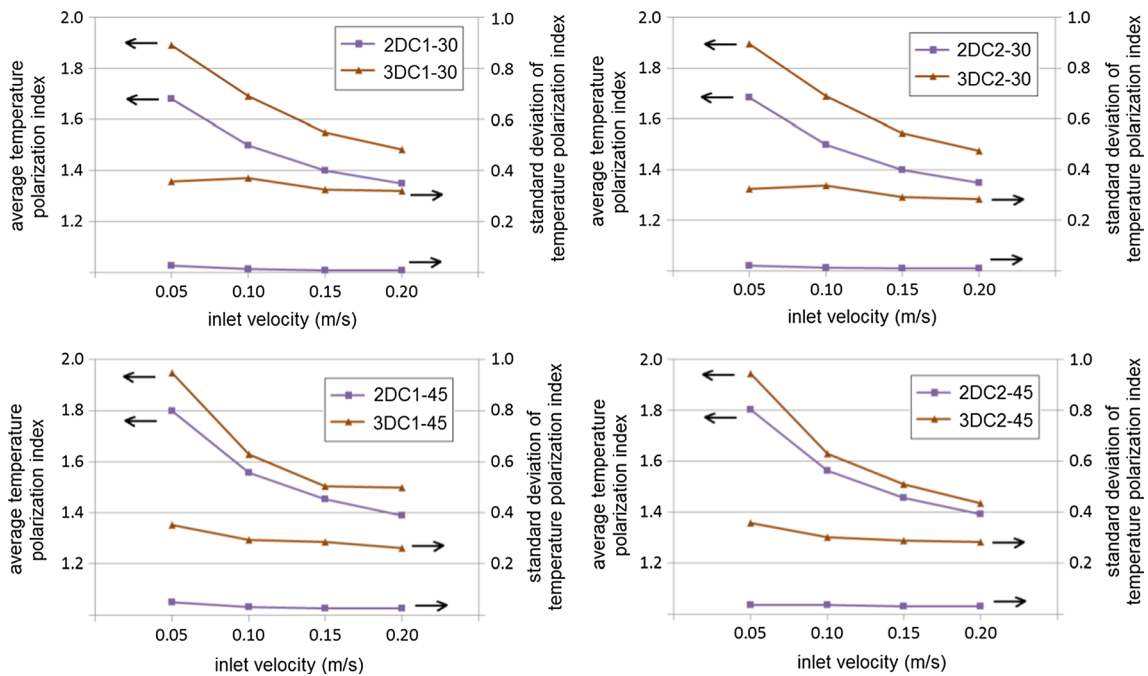 2.0
1.8
1.6
1.4
1.2
average temperature
polarization index
2DC1-30
3DC1-30
1.0
0.8
0.6
0.4
0.2
standard deviation of
temperature polarization index
0.05 0.10 0.15 0.20
inlet velocity (m/s)
2.0
1.8
1.6
1.4
1.2
average temperature
polarization index
2DC2-30
3DC2-30
1.0
0.8
0.6
0.4
0.2
standard deviation of
temperature polarization index
0.05 0.10 0.15 0.20
inlet velocity (m/s)
2.0
1.8
1.6
1.4
1.2
average temperature
polarization index
2DC1-45
3DC1-45
1.0
0.8
0.6
0.4
0.2
standard deviation of
temperature polarization index
0.05 0.10 0.15 0.20
inlet velocity (m/s)
2.0
1.8
1.6
1.4
1.2
average temperature
polarization index
2DC2-45
3DC2-45
1.0
0.8
0.6
0.4
0.2
standard deviation of
temperature polarization index
0.05 0.10 0.15 0.20
inlet velocity (m/s)